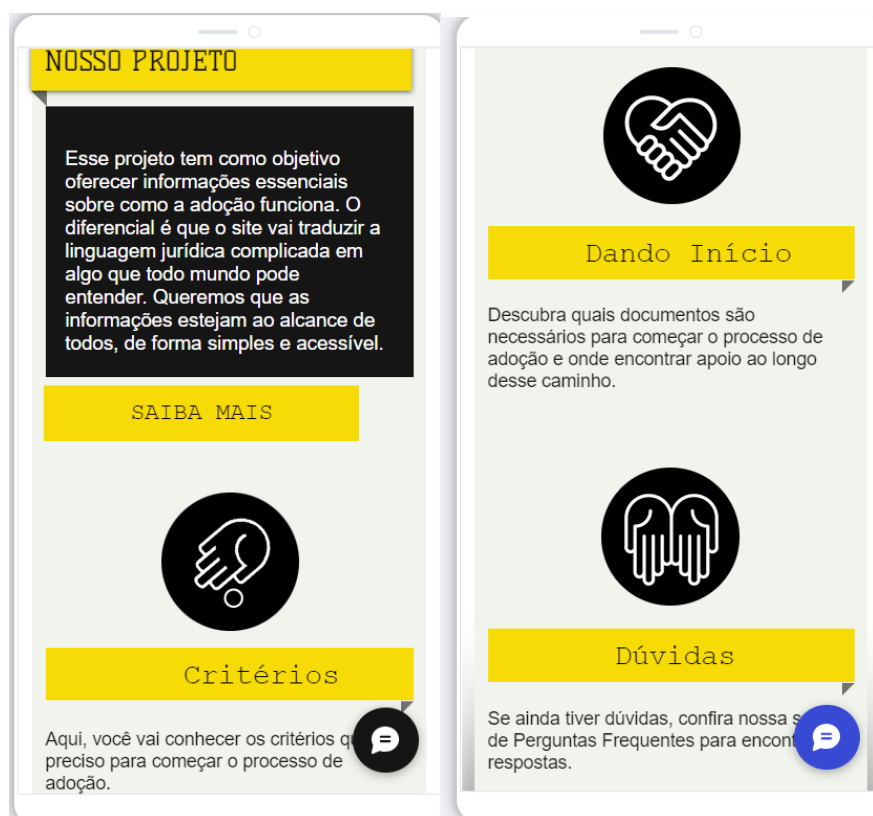 NOSSO PROJETO
Esse projeto tem como objetivo
oferecer informações essenciais
sobre como a adoção funciona. O
diferencial é que o site vai traduzir a
linguagem jurídica complicada em
algo que todo mundo pode
entender. Queremos que as
informações estejam ao alcance de
todos, de forma simples e acessível.
SAIBA MAIS
Critérios
Aqui, você vai conhecer os critérios
preciso para começar o processo de
adoção.
Dando Início
Descubra quais documentos são
necessários para começar o processo de
adoção e onde encontrar apoio ao longo
desse caminho.
Dúvidas
Se ainda tiver dúvidas, confira nossa
de Perguntas Frequentes para
respostas.